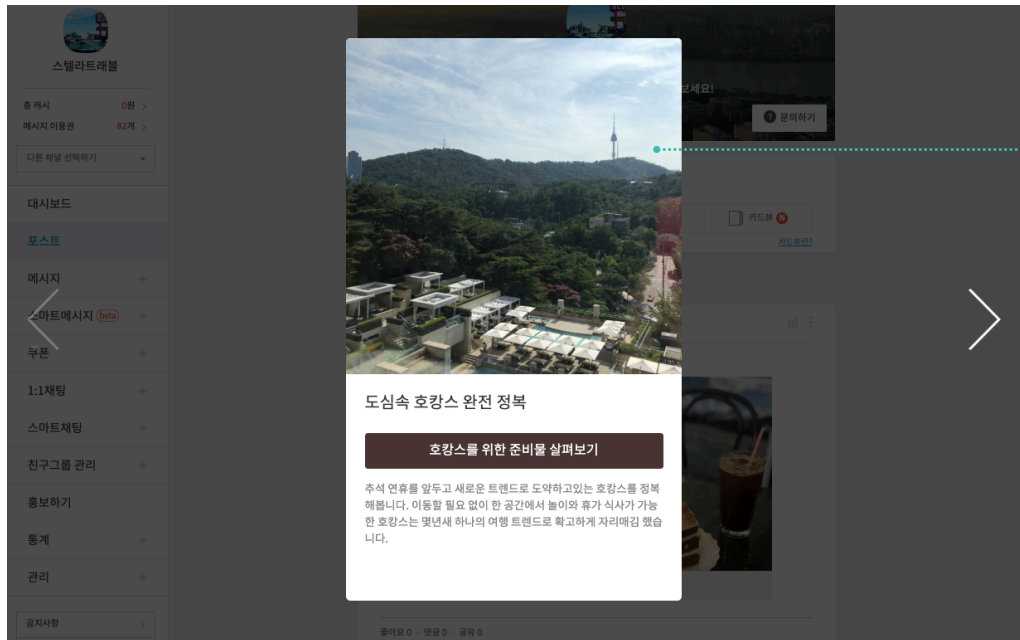 스텔라트래블
총 캐시 0원 >
메시지 이용권 82개 >
다른 채널 선택하기
대시보드
포스트
메시지 +
스마트메시지 beta +
쿠폰 +
1:1채팅 +
스마트채팅 +
친구그룹 관리 +
홍보하기
통계 +
관리 +
공지사항 >
보세요!
? 문의하기
카드뷰 N
카드뷰란?
도심속 호캉스 완전 정복
호캉스를 위한 준비물 살펴보기
추석 연휴를 앞두고 새로운 트렌드로 도약하고있는 호캉스를 정복
해봅니다. 이동할 필요 없이 한 공간에서 놀이와 휴가 식사가 가능
한 호캉스는 몇년새 하나의 여행 트렌드로 확고하게 자리매김 했습
니다.
좋아요 0 · 댓글 0 · 공유 0